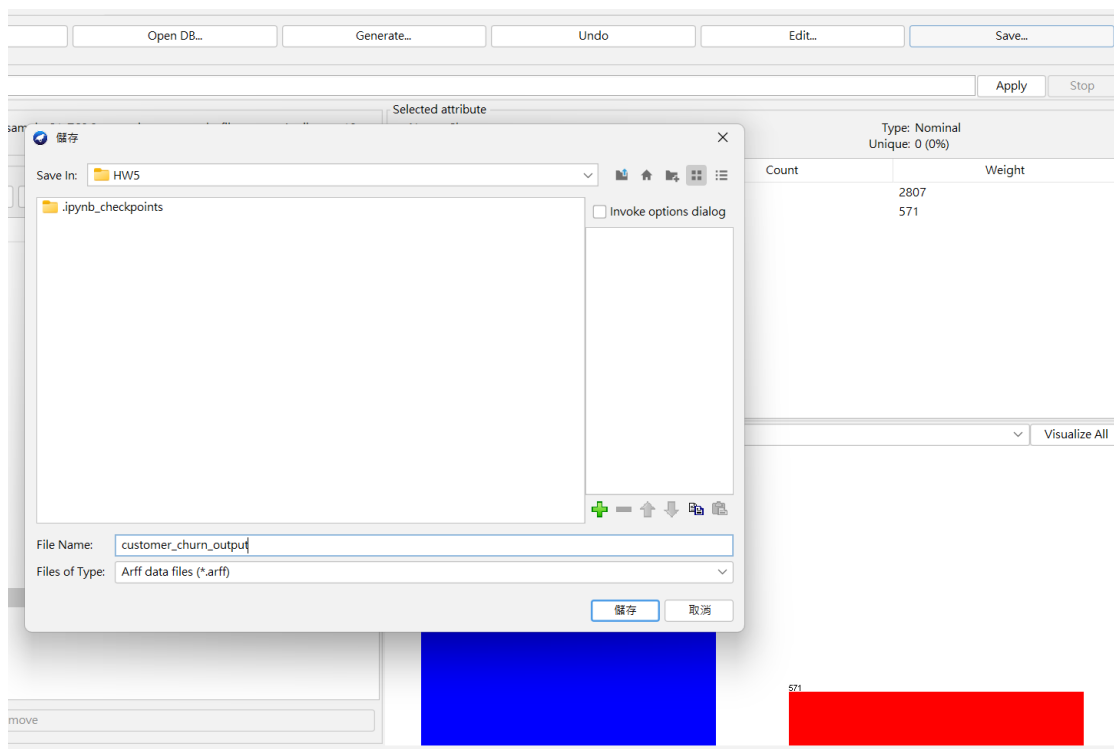 Open DB...
Generate...
Undo
Edit...
Save...
Apply
Stop
Selected attribute
Type: Nominal
Unique: 0 (0%)
Count
Weight
2807
571
儲存
Save In:
HW5
.ipynb_checkpoints
Invoke options dialog
File Name:
customer_churn_output
Files of Type:
Arff data files (*.arff)
儲存
取消
Visualize All
571
move